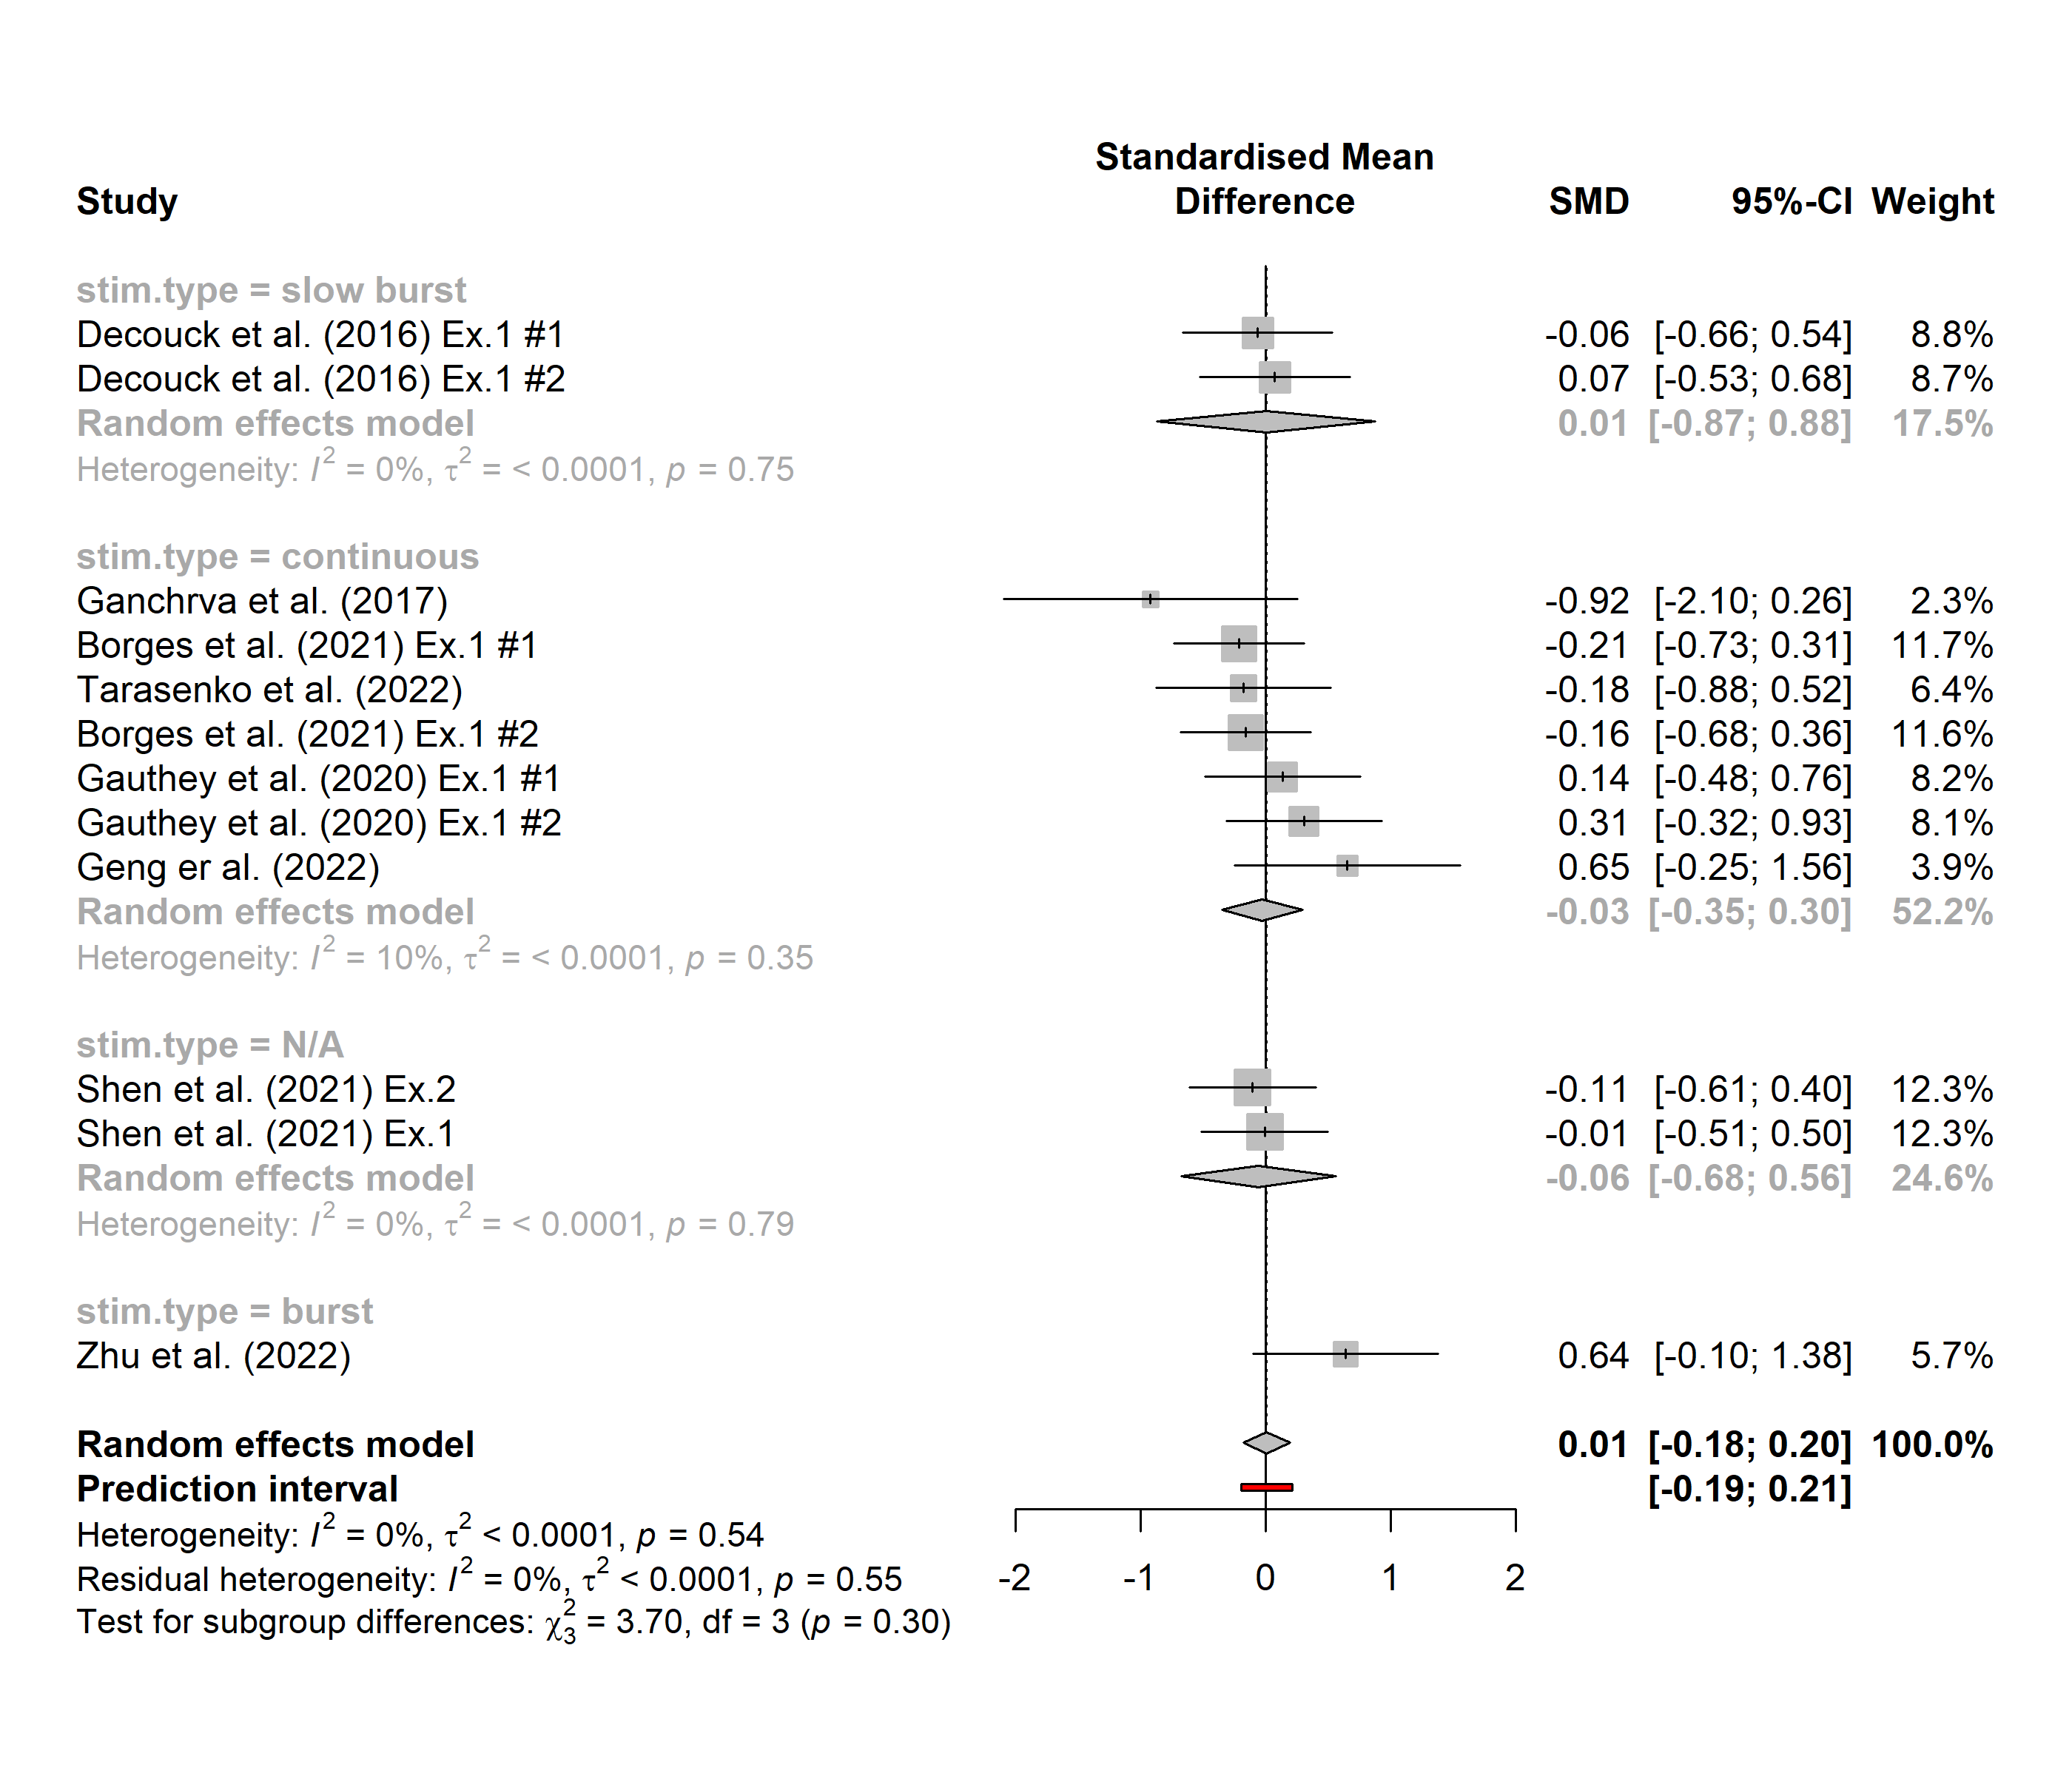 Standardised Mean
Study Difference SMD 95%-CI Weight
stim.type = slow burst
Decouck et al. (2016) Ex.1 #1 -0.06 [-0.66; 0.54] 8.8%
Decouck et al. (2016) Ex.1 #2 0.07 [-0.53; 0.68] 8.7%
Random effects model 0.01 [-0.87; 0.88] 17.5%
Heterogeneity: I² = 0%, τ² = < 0.0001, p = 0.75
stim.type = continuous
Ganchrva et al. (2017) -0.92 [-2.10; 0.26] 2.3%
Borges et al. (2021) Ex.1 #1 -0.21 [-0.73; 0.31] 11.7%
Tarasenko et al. (2022) -0.18 [-0.88; 0.52] 6.4%
Borges et al. (2021) Ex.1 #2 -0.16 [-0.68; 0.36] 11.6%
Gauthey et al. (2020) Ex.1 #1 0.14 [-0.48; 0.76] 8.2%
Gauthey et al. (2020) Ex.1 #2 0.31 [-0.32; 0.93] 8.1%
Geng er al. (2022) 0.65 [-0.25; 1.56] 3.9%
Random effects model -0.03 [-0.35; 0.30] 52.2%
Heterogeneity: I² = 10%, τ² = < 0.0001, p = 0.35
stim.type = N/A
Shen et al. (2021) Ex.2 -0.11 [-0.61; 0.40] 12.3%
Shen et al. (2021) Ex.1 -0.01 [-0.51; 0.50] 12.3%
Random effects model -0.06 [-0.68; 0.56] 24.6%
Heterogeneity: I² = 0%, τ² = < 0.0001, p = 0.79
stim.type = burst
Zhu et al. (2022) 0.64 [-0.10; 1.38] 5.7%
Random effects model 0.01 [-0.18; 0.20] 100.0%
Prediction interval [-0.19; 0.21]
Heterogeneity: I² = 0%, τ² < 0.0001, p = 0.54
Residual heterogeneity: I² = 0%, τ² < 0.0001, p = 0.55
-2 -1 0 1 2
Test for subgroup differences: χ²₃ = 3.70, df = 3 (p = 0.30)